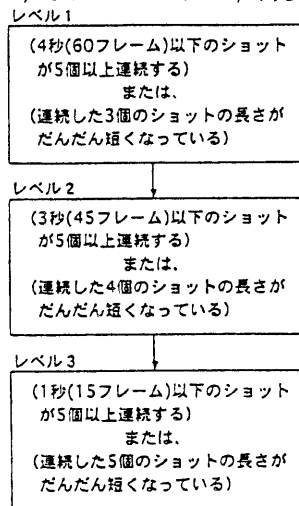 レベル1
(4秒(60フレーム)以下のショット
が5個以上連続する)
または、
(連続した3個のショットの長さが
だんだん短くなっている)
レベル2
(3秒(45フレーム)以下のショット
が5個以上連続する)
または、
(連続した4個のショットの長さが
だんだん短くなっている)
レベル3
(1秒(15フレーム)以下のショット
が5個以上連続する)
または、
(連続した5個のショットの長さが
だんだん短くなっている)